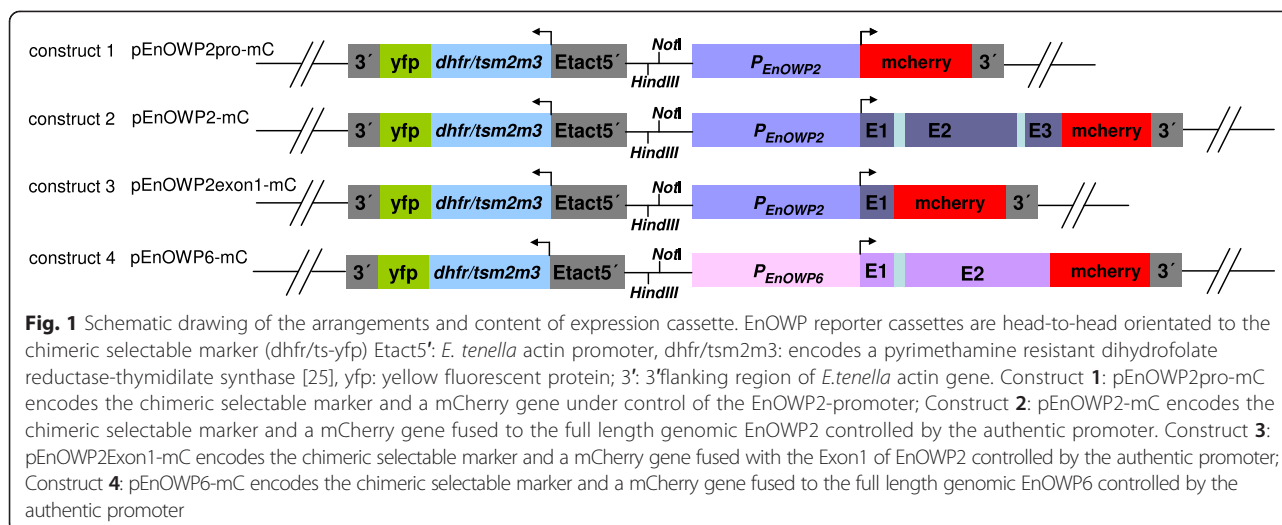 construct 1 pEnOWP2pro-mC
3´ yfp dhfr/tsm2m3 Etact5´ NotI HindIII P_EnOWP2 mcherry 3´
construct 2 pEnOWP2-mC
3´ yfp dhfr/tsm2m3 Etact5´ NotI HindIII P_EnOWP2 E1 E2 E3 mcherry 3´
construct 3 pEnOWP2exon1-mC
3´ yfp dhfr/tsm2m3 Etact5´ NotI HindIII P_EnOWP2 E1 mcherry 3´
construct 4 pEnOWP6-mC
3´ yfp dhfr/tsm2m3 Etact5´ NotI HindIII P_EnOWP6 E1 E2 mcherry 3´
Fig. 1 Schematic drawing of the arrangements and content of expression cassette. EnOWP reporter cassettes are head-to-head orientated to the
chimeric selectable marker (dhfr/ts-yfp) Etact5′: E. tenella actin promoter, dhfr/tsm2m3: encodes a pyrimethamine resistant dihydrofolate
reductase-thymidilate synthase [25], yfp: yellow fluorescent protein; 3′: 3′flanking region of E.tenella actin gene. Construct 1: pEnOWP2pro-mC
encodes the chimeric selectable marker and a mCherry gene under control of the EnOWP2-promoter; Construct 2: pEnOWP2-mC encodes the
chimeric selectable marker and a mCherry gene fused to the full length genomic EnOWP2 controlled by the authentic promoter. Construct 3:
pEnOWP2Exon1-mC encodes the chimeric selectable marker and a mCherry gene fused with the Exon1 of EnOWP2 controlled by the authentic promoter;
Construct 4: pEnOWP6-mC encodes the chimeric selectable marker and a mCherry gene fused to the full length genomic EnOWP6 controlled by the
authentic promoter